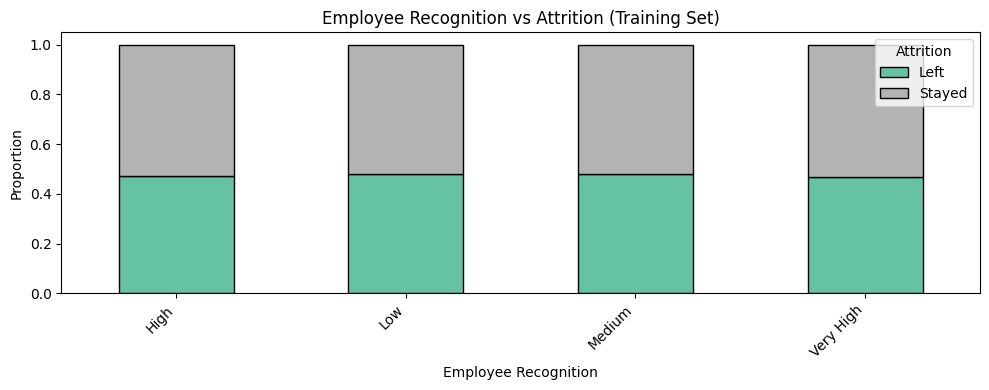 Employee Recognition vs Attrition (Training Set)
Attrition
Left
Stayed
Proportion
1.0
0.8
0.6
0.4
0.2
0.0
High
Low
Medium
Very High
Employee Recognition